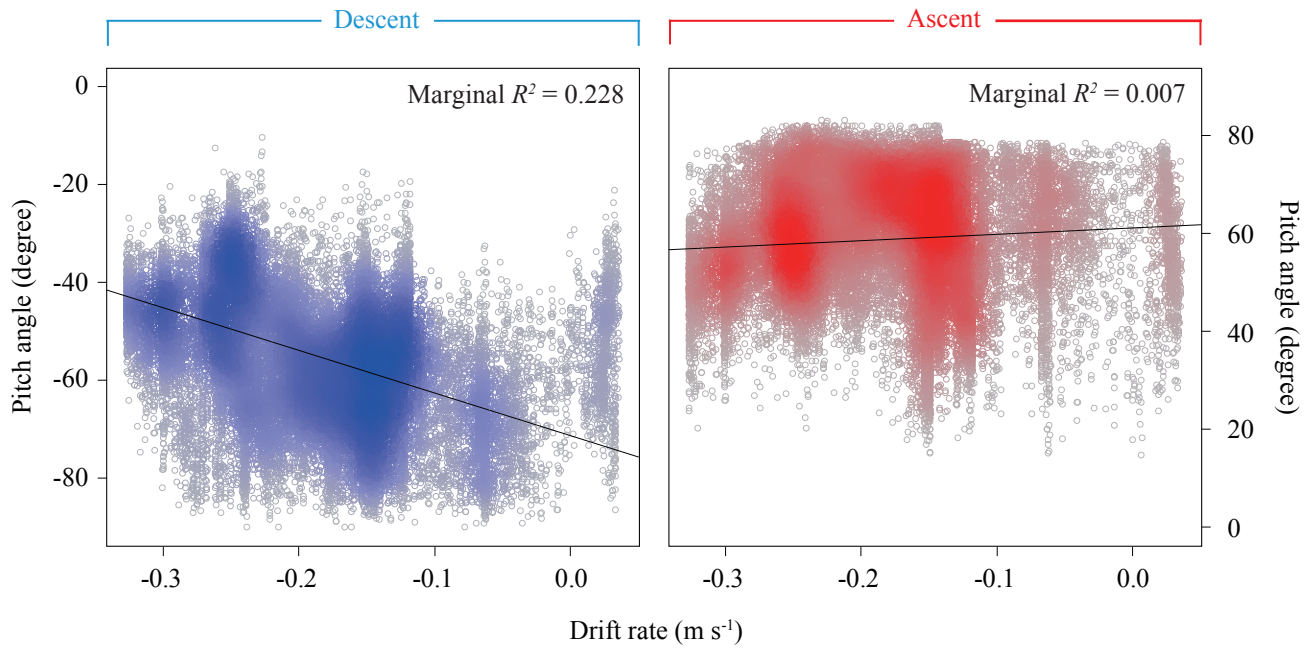 Descent
Ascent
Marginal R² = 0.228
Marginal R² = 0.007
Pitch angle (degree)
0
-20
-40
-60
-80
80
60
40
20
0
Pitch angle (degree)
-0.3 -0.2 -0.1 0.0
-0.3 -0.2 -0.1 0.0
Drift rate (m s⁻¹)